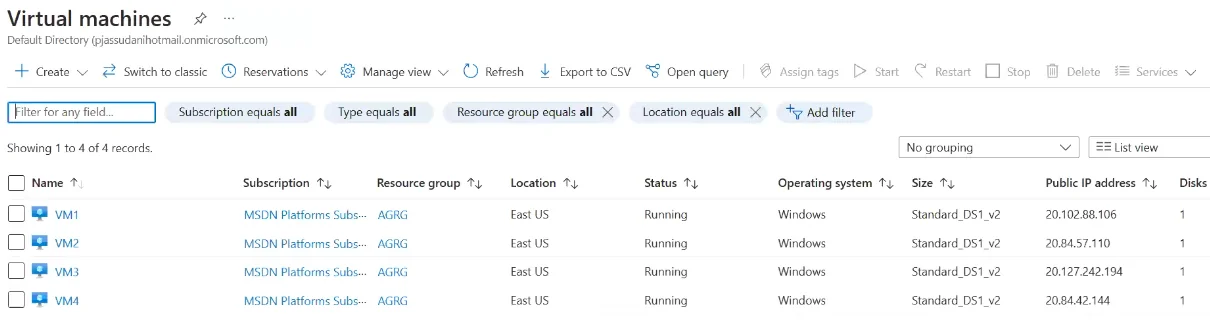 Virtual machines ...
Default Directory (pjassudanihotmail.onmicrosoft.com)
Create Switch to classic Reservations Manage view Refresh Export to CSV Open query Assign tags Start Restart Stop Delete Services
Filter for any field... Subscription equals all Type equals all Resource group equals all Location equals all Add filter
Showing 1 to 4 of 4 records. No grouping List view
Name Subscription Resource group Location Status Operating system Size Public IP address Disks
VM1 MSDN Platforms Subs... AGRG East US Running Windows Standard_DS1_v2 20.102.88.106 1
VM2 MSDN Platforms Subs... AGRG East US Running Windows Standard_DS1_v2 20.84.57.110 1
VM3 MSDN Platforms Subs... AGRG East US Running Windows Standard_DS1_v2 20.127.242.194 1
VM4 MSDN Platforms Subs... AGRG East US Running Windows Standard_DS1_v2 20.84.42.144 1